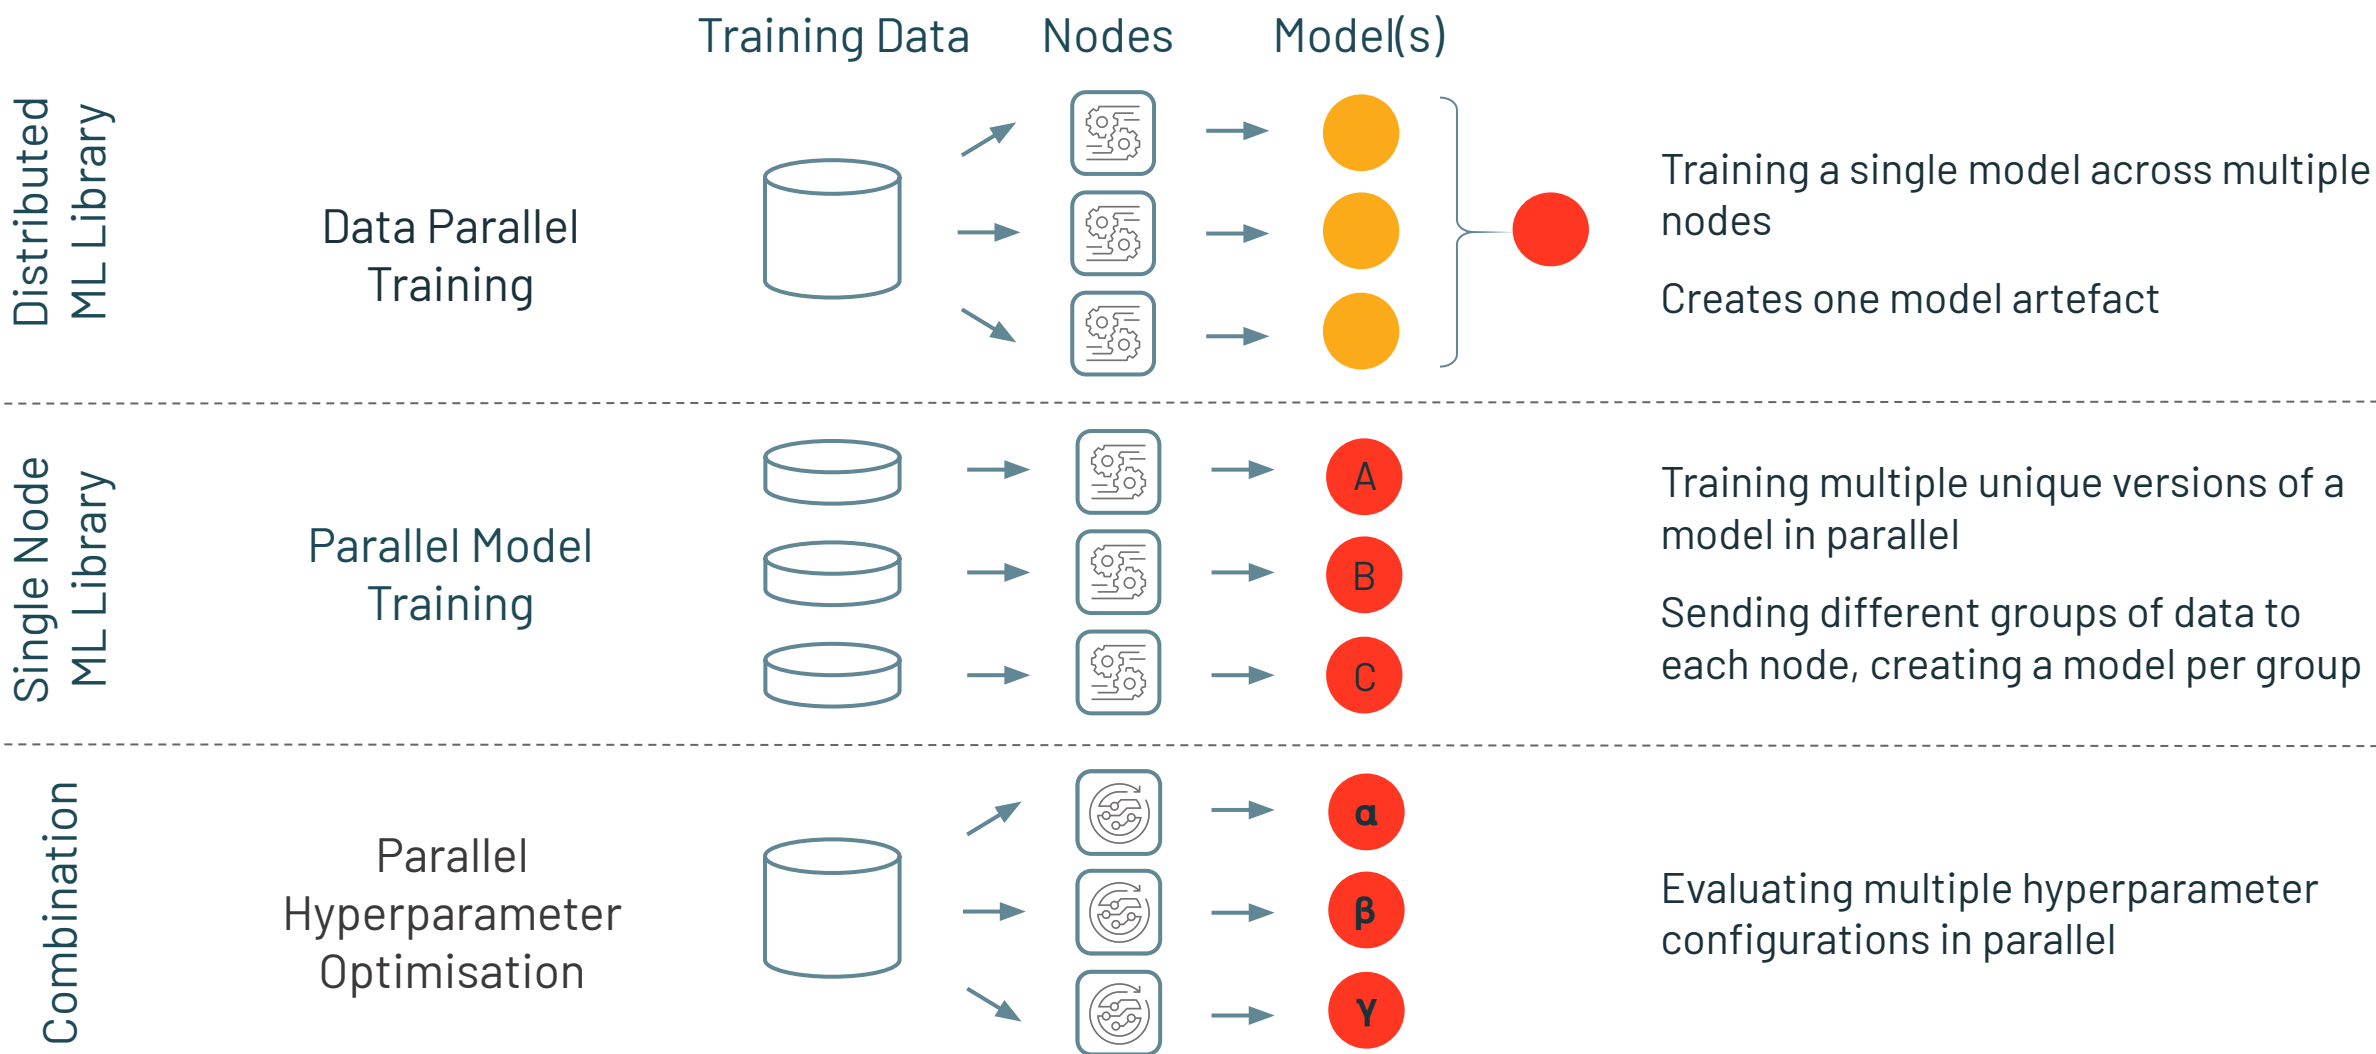 Training Data
Nodes
Model(s)
Distributed
ML Library
Data Parallel
Training
Training a single model across multiple
nodes
Creates one model artefact
Single Node
ML Library
Parallel Model
Training
A
B
C
Training multiple unique versions of a
model in parallel
Sending different groups of data to
each node, creating a model per group
Combination
Parallel
Hyperparameter
Optimisation
α
β
γ
Evaluating multiple hyperparameter
configurations in parallel